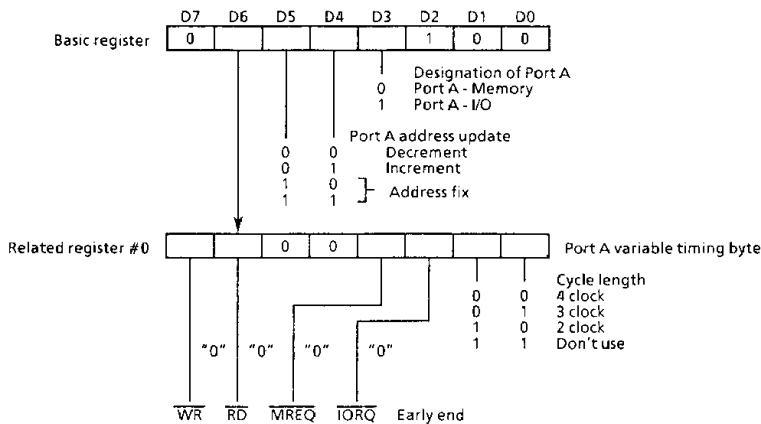 D7 D6 D5 D4 D3 D2 D1 D0
Basic register 0 1 0 0
Designation of Port A
0 Port A - Memory
1 Port A - I/O
Port A address update
0 0 Decrement
0 1 Increment
1 0
1 1 Address fix
Related register #0 0 0 Port A variable timing byte
Cycle length
0 0 4 clock
0 1 3 clock
1 0 2 clock
1 1 Don't use
"0" "0" "0" "0"
WR RD MREQ IORQ Early end